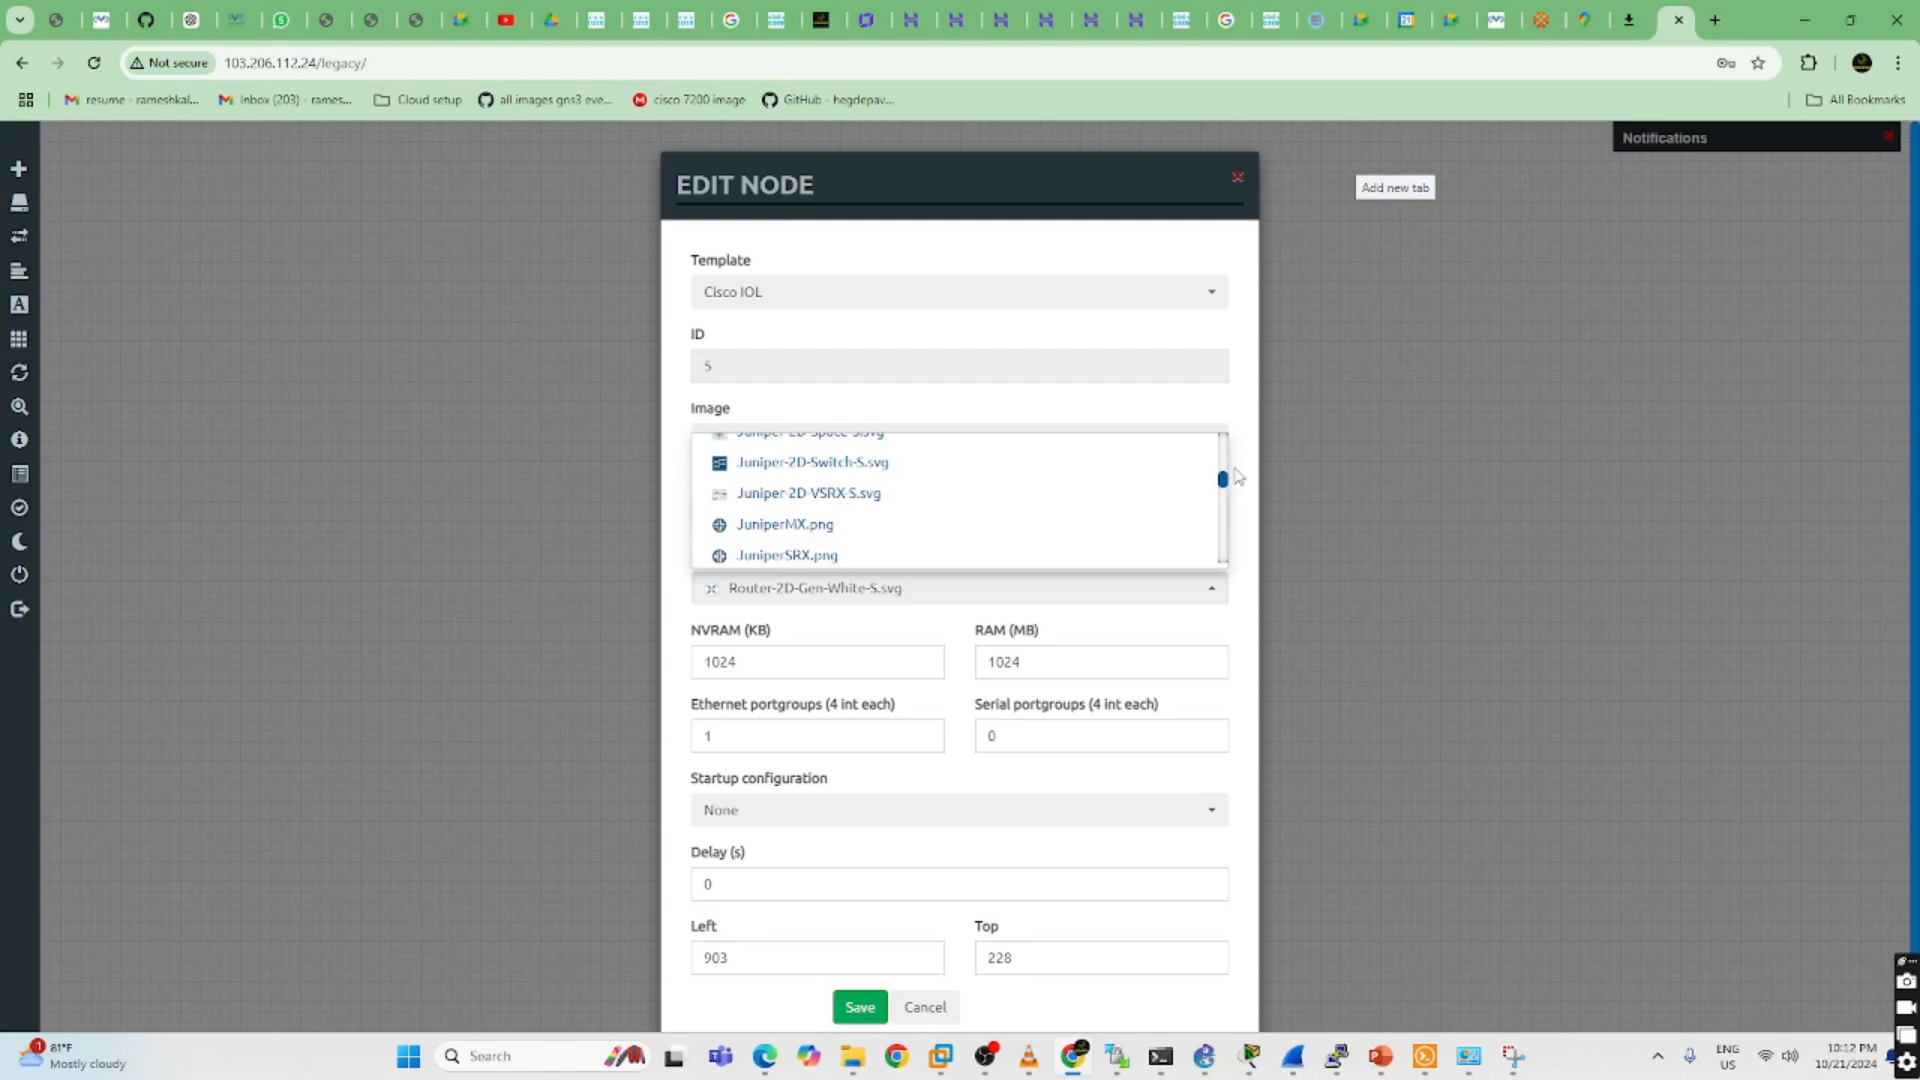 Not secure
103.206.112.24/legacy/
resume - rameshkal...
Inbox (203) - rames...
Cloud setup
all images gns3 eve...
cisco 7200 image
GitHub - hegdepav...
All Bookmarks
Notifications
Add new tab
EDIT NODE
Template
Cisco IOL
ID
5
Image
Juniper-2D-Space-S.svg
Juniper-2D-Switch-S.svg
Juniper-2D-VSRX-S.svg
JuniperMX.png
JuniperSRX.png
Router-2D-Gen-White-S.svg
NVRAM (KB) RAM (MB)
1024 1024
Ethernet portgroups (4 int each) Serial portgroups (4 int each)
1 0
Startup configuration
None
Delay (s)
0
Left Top
903 228
Save Cancel
1
81°F
Mostly cloudy
Search
ENG
US
10:12 PM
10/21/2024